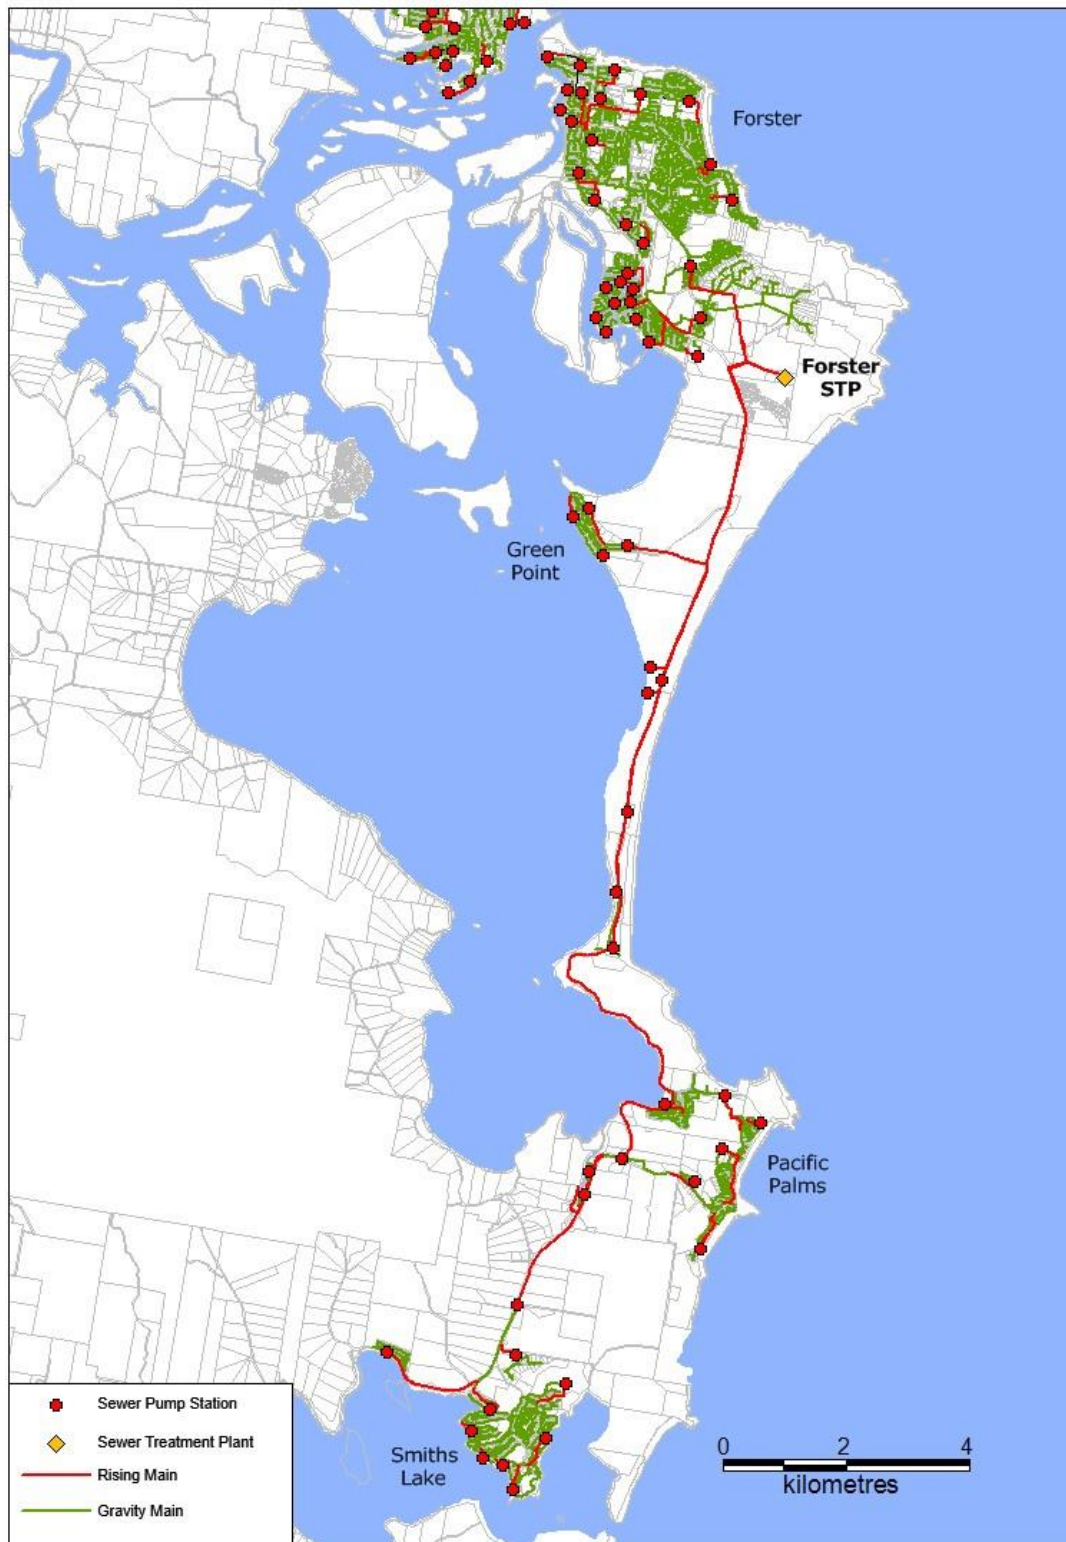 Forster
Forster
STP
Green
Point
Pacific
Palms
Smiths
Lake
Sewer Pump Station
Sewer Treatment Plant
Rising Main
Gravity Main
0 2 4
kilometres